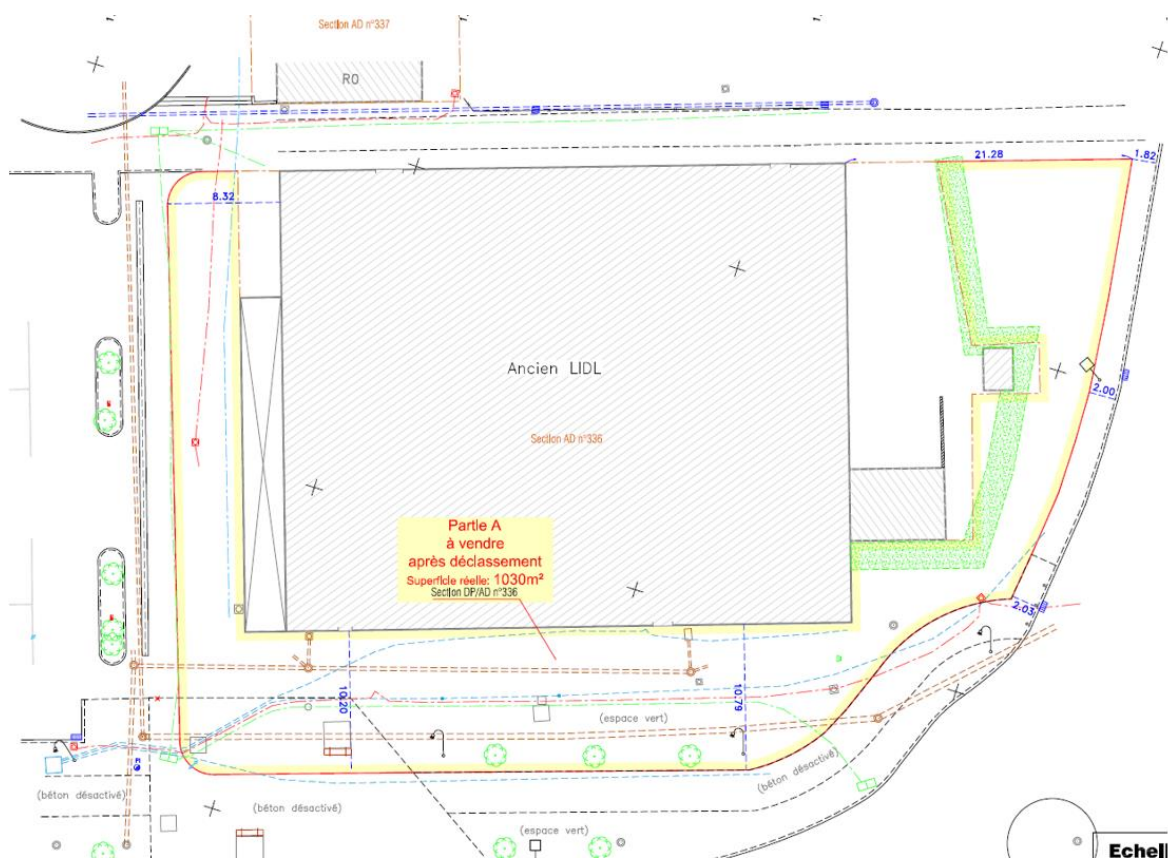 Section AD n°337
R0
21.28
1.82
8.32
Ancien LIDL
2.00
Section AD n°336
Partie A
à vendre
après déclassement
Superficie réelle: 1030m²
Section DP/AD n°336
2.03
10.20
10.79
(espace vert)
(béton désactivé)
(béton désactivé)
(béton désactivé)
(espace vert)
Echell